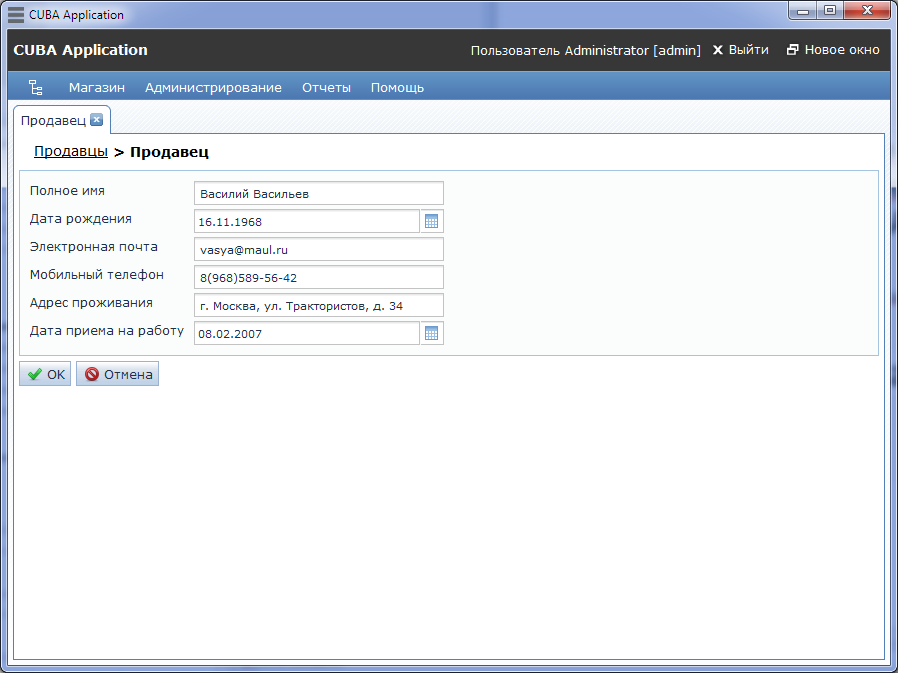 CUBA Application
CUBA Application Пользователь Administrator [admin] Выйти Новое окно
Магазин Администрирование Отчеты Помощь
Продавец
Продавцы > Продавец
Полное имя Василий Васильев
Дата рождения 16.11.1968
Электронная почта vasya@maul.ru
Мобильный телефон 8(968)589-56-42
Адрес проживания г. Москва, ул. Трактористов, д. 34
Дата приема на работу 08.02.2007
OK Отмена